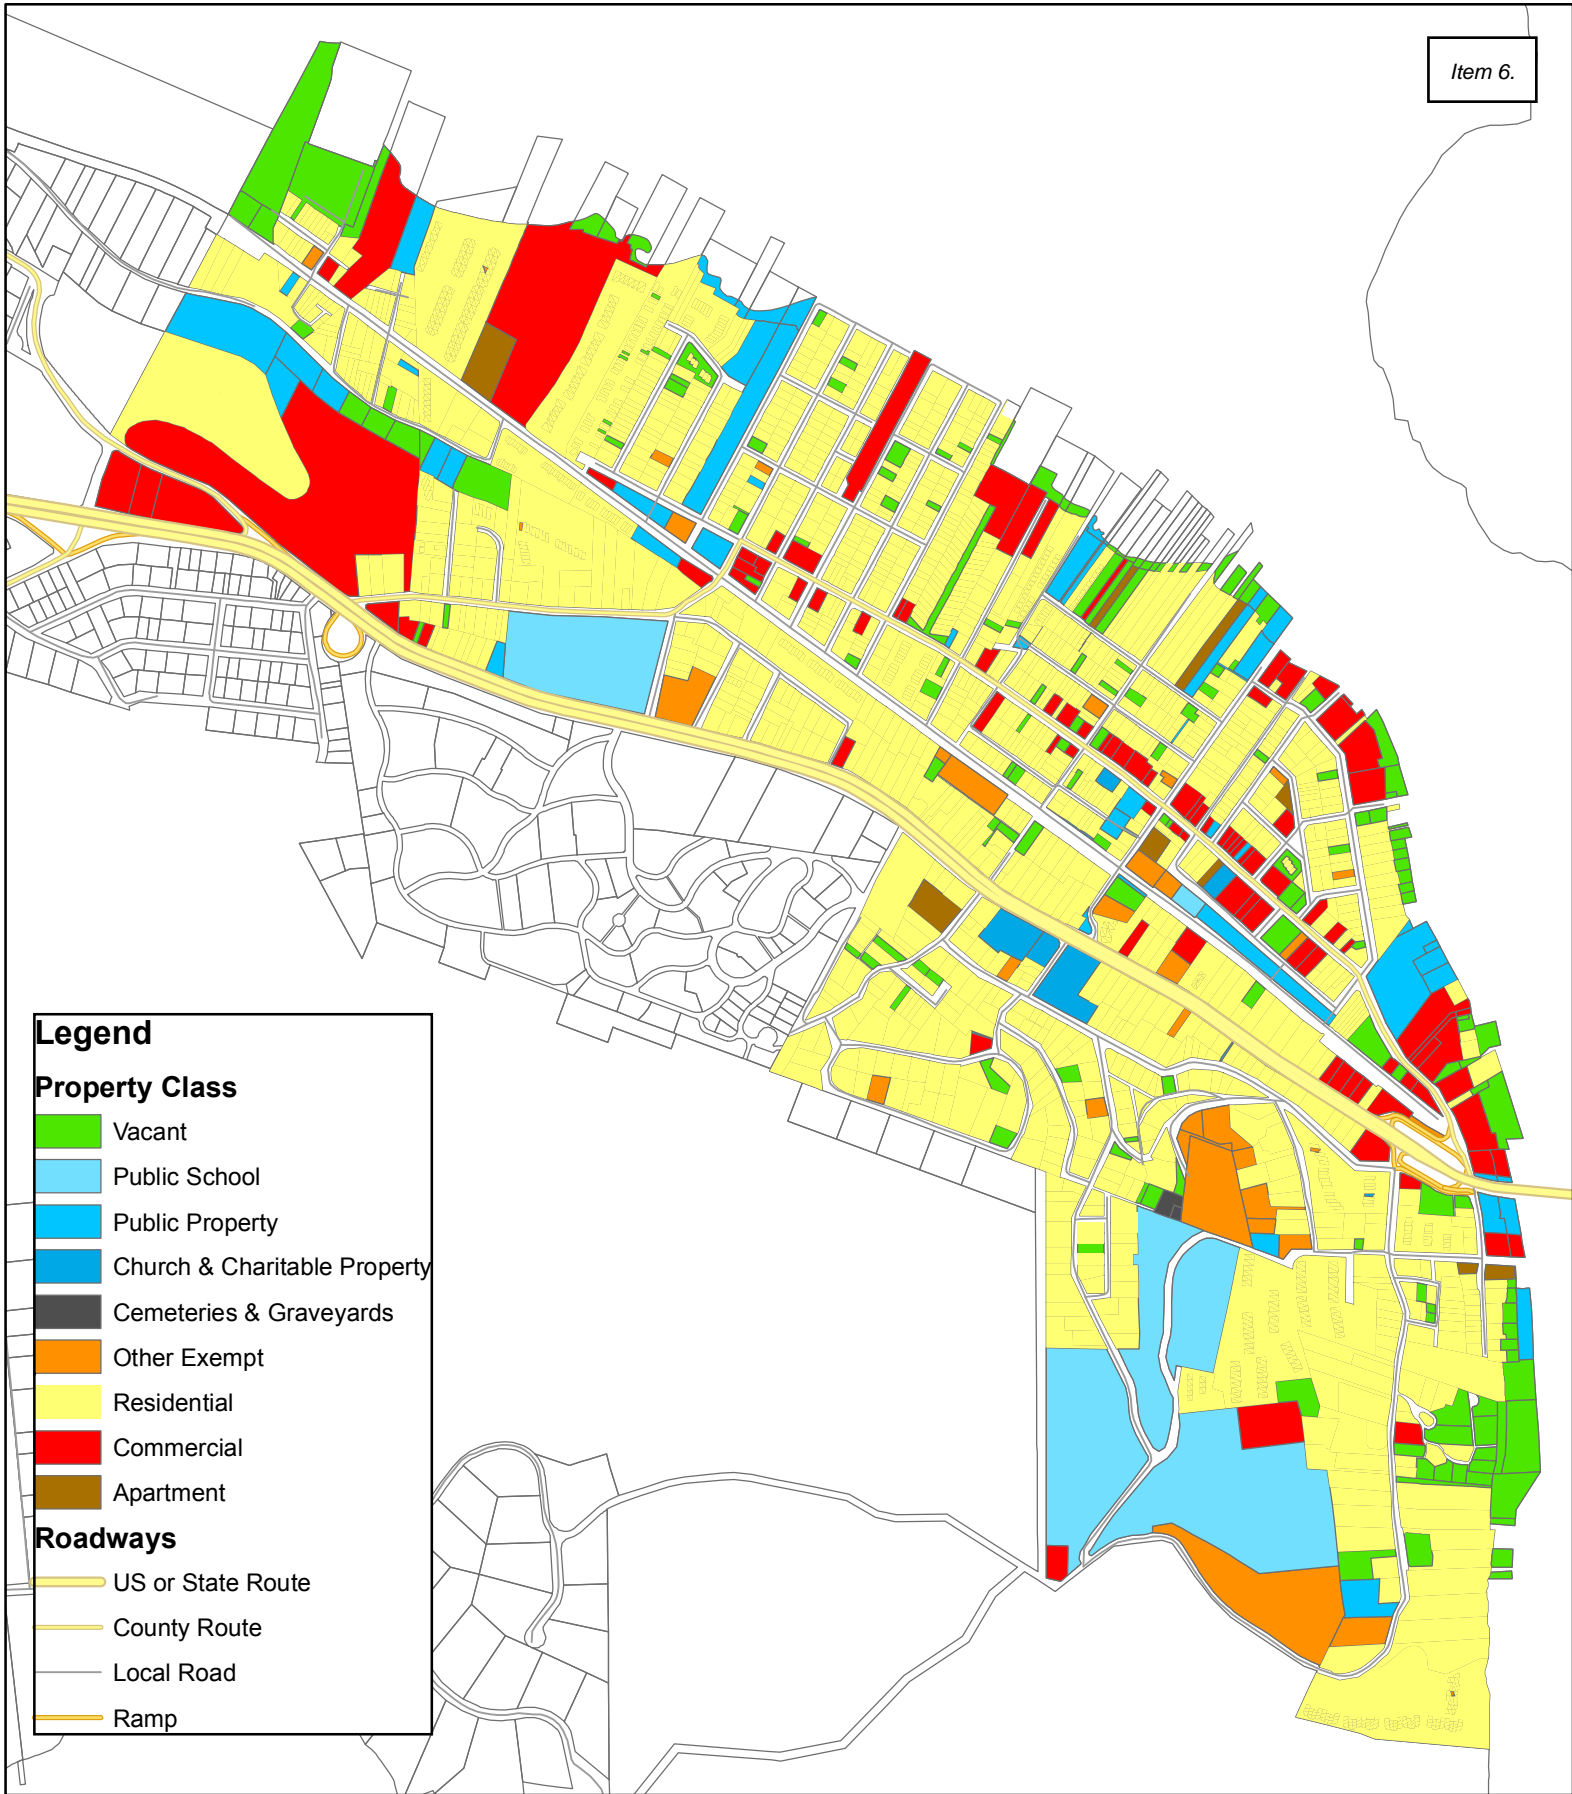 Item 6.
Legend
Property Class
Vacant
Public School
Public Property
Church & Charitable Property
Cemeteries & Graveyards
Other Exempt
Residential
Commercial
Apartment
Roadways
US or State Route
County Route
Local Road
Ramp